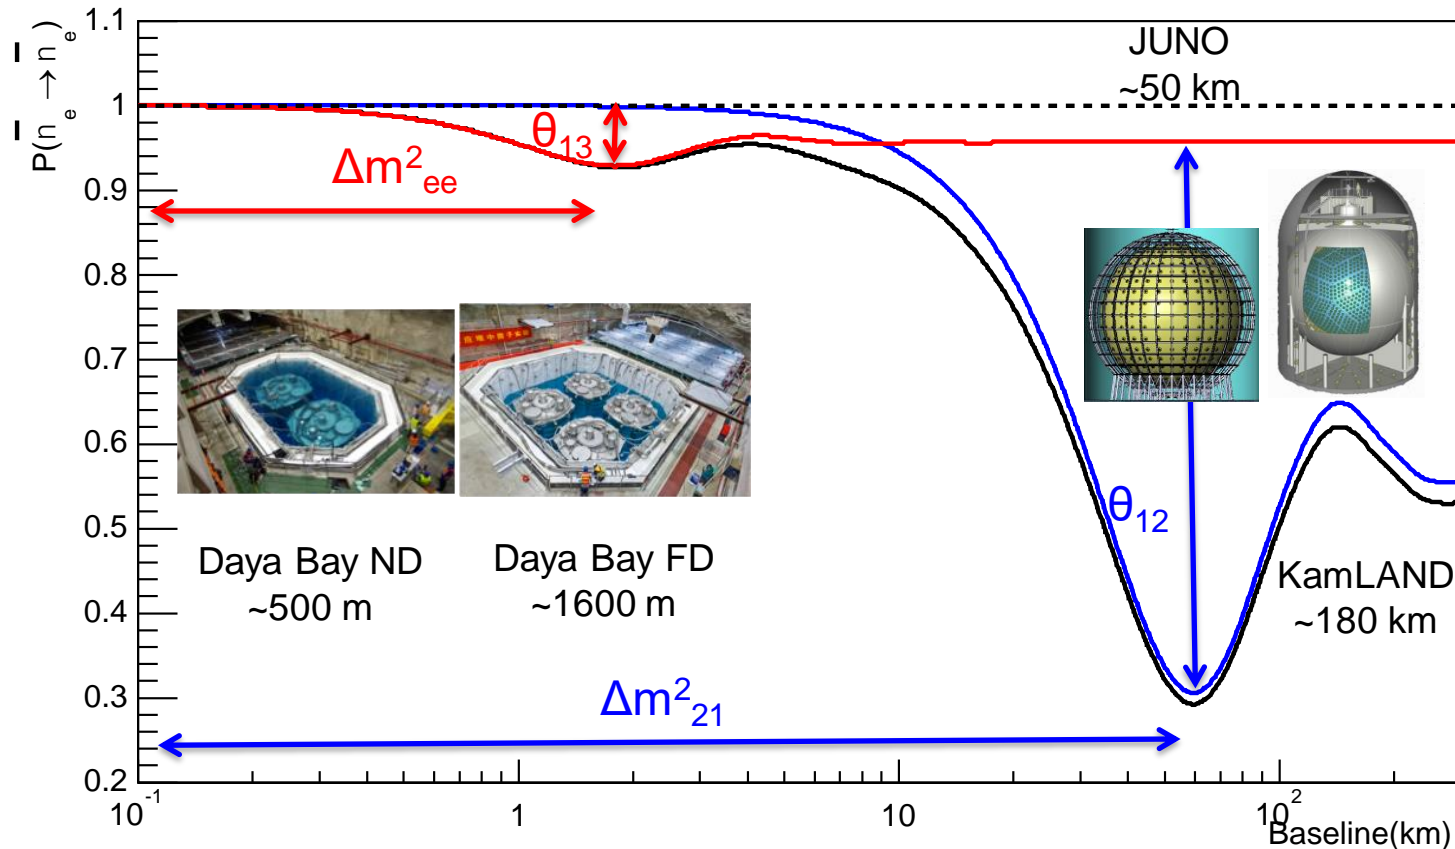 P(n̅e → n̅e)
1.1
1
0.9
0.8
0.7
0.6
0.5
0.4
0.3
0.2
JUNO
~50 km
θ13
Δm²ee
Daya Bay ND
~500 m
Daya Bay FD
~1600 m
θ12
KamLAND
~180 km
Δm²21
10⁻¹
1
10
10²
Baseline(km)